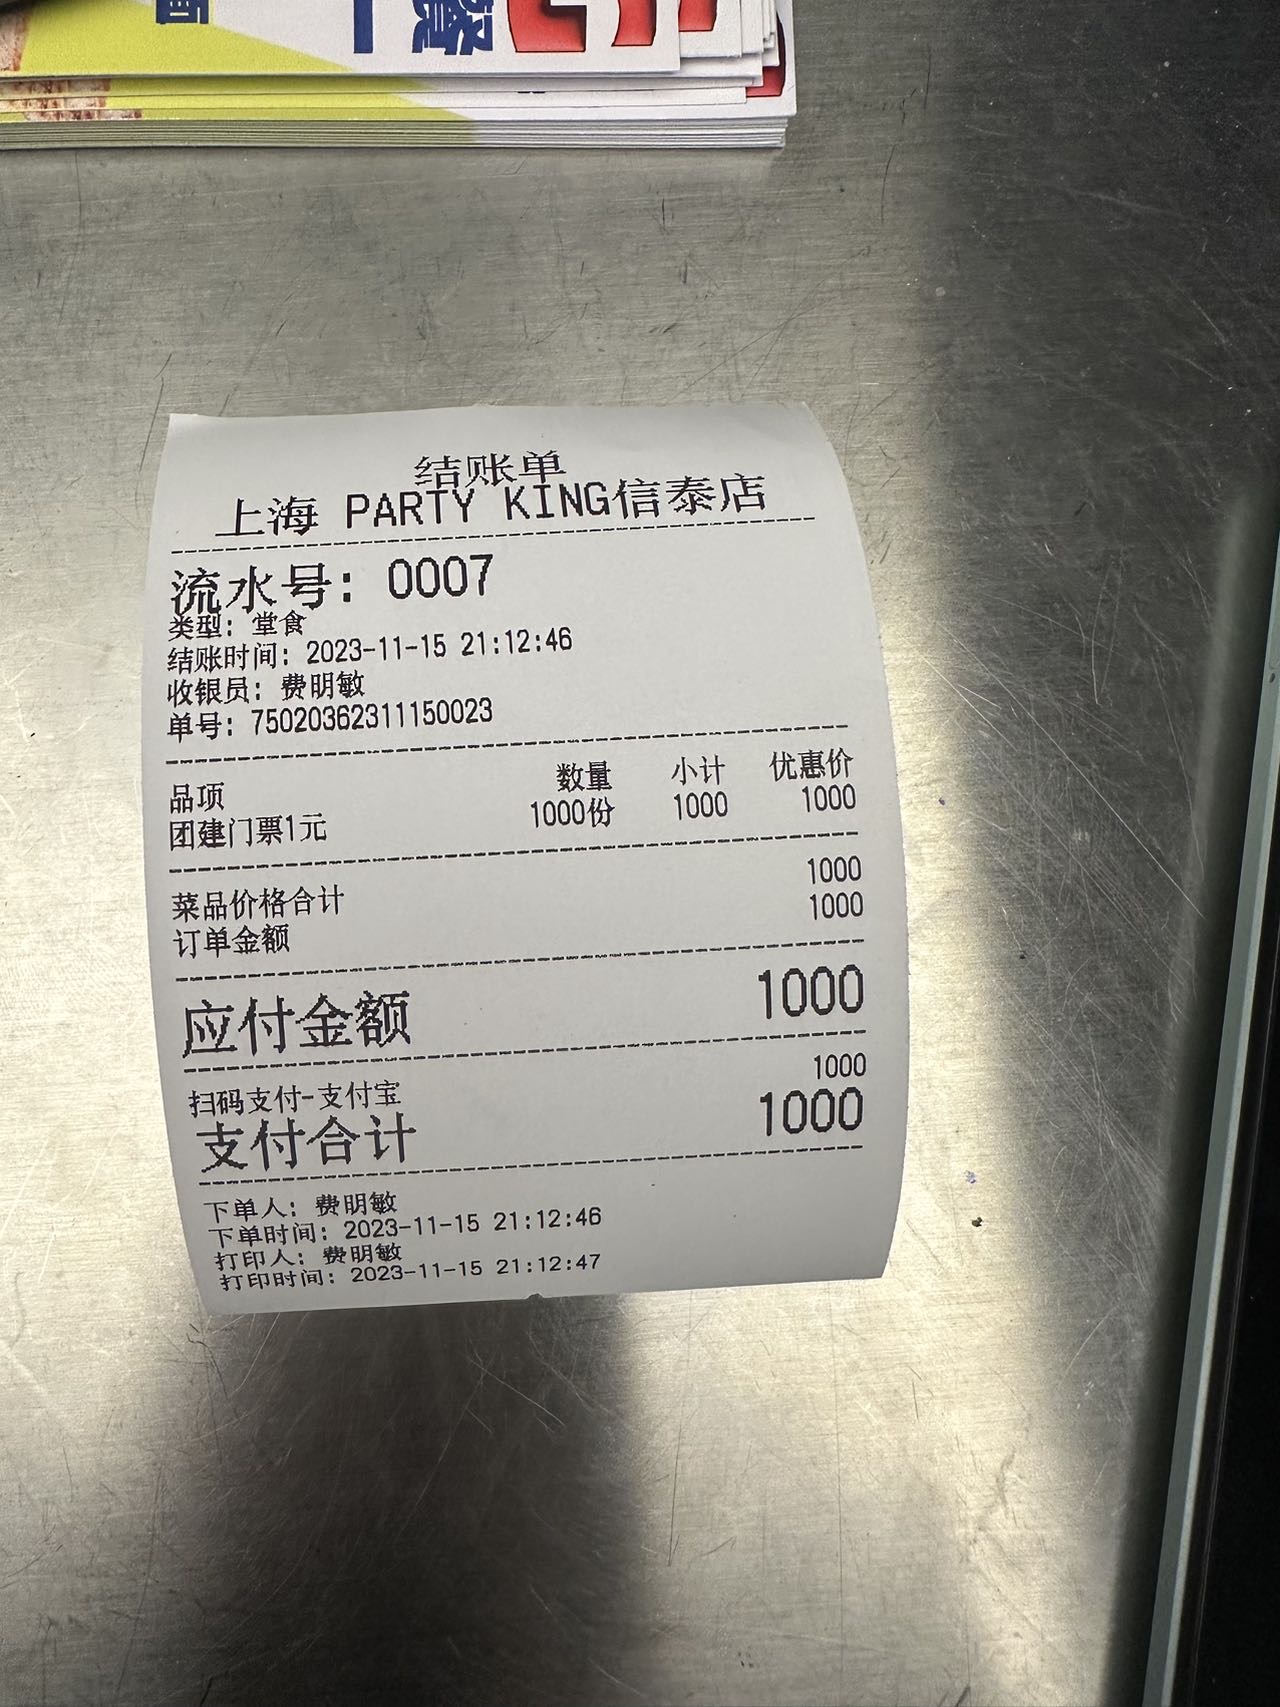 结账单
上海 PARTY KING信泰店
流水号: 0007
类型: 堂食
结账时间: 2023-11-15 21:12:46
收银员: 费明敏
单号: 75020362311150023
品项 数量 小计 优惠价
团建门票1元 1000份 1000 1000
菜品价格合计 1000
订单金额 1000
应付金额 1000
扫码支付-支付宝 1000
支付合计 1000
下单人: 费明敏
下单时间: 2023-11-15 21:12:46
打印人: 费明敏
打印时间: 2023-11-15 21:12:47